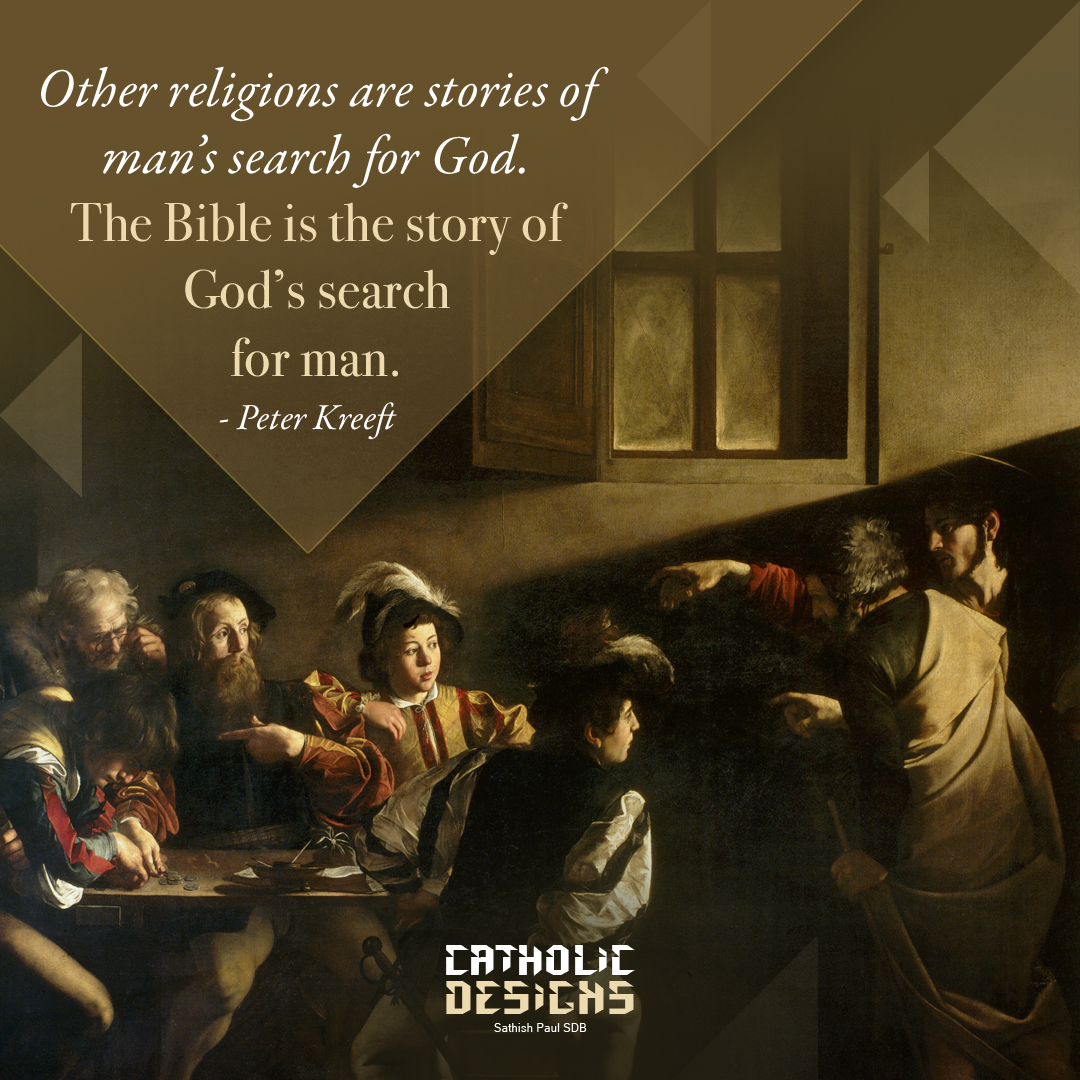 Other religions are stories of
man’s search for God.
The Bible is the story of
God’s search
for man.
- Peter Kreeft
CATHOLIC
DESIGNS
Sathish Paul SDB